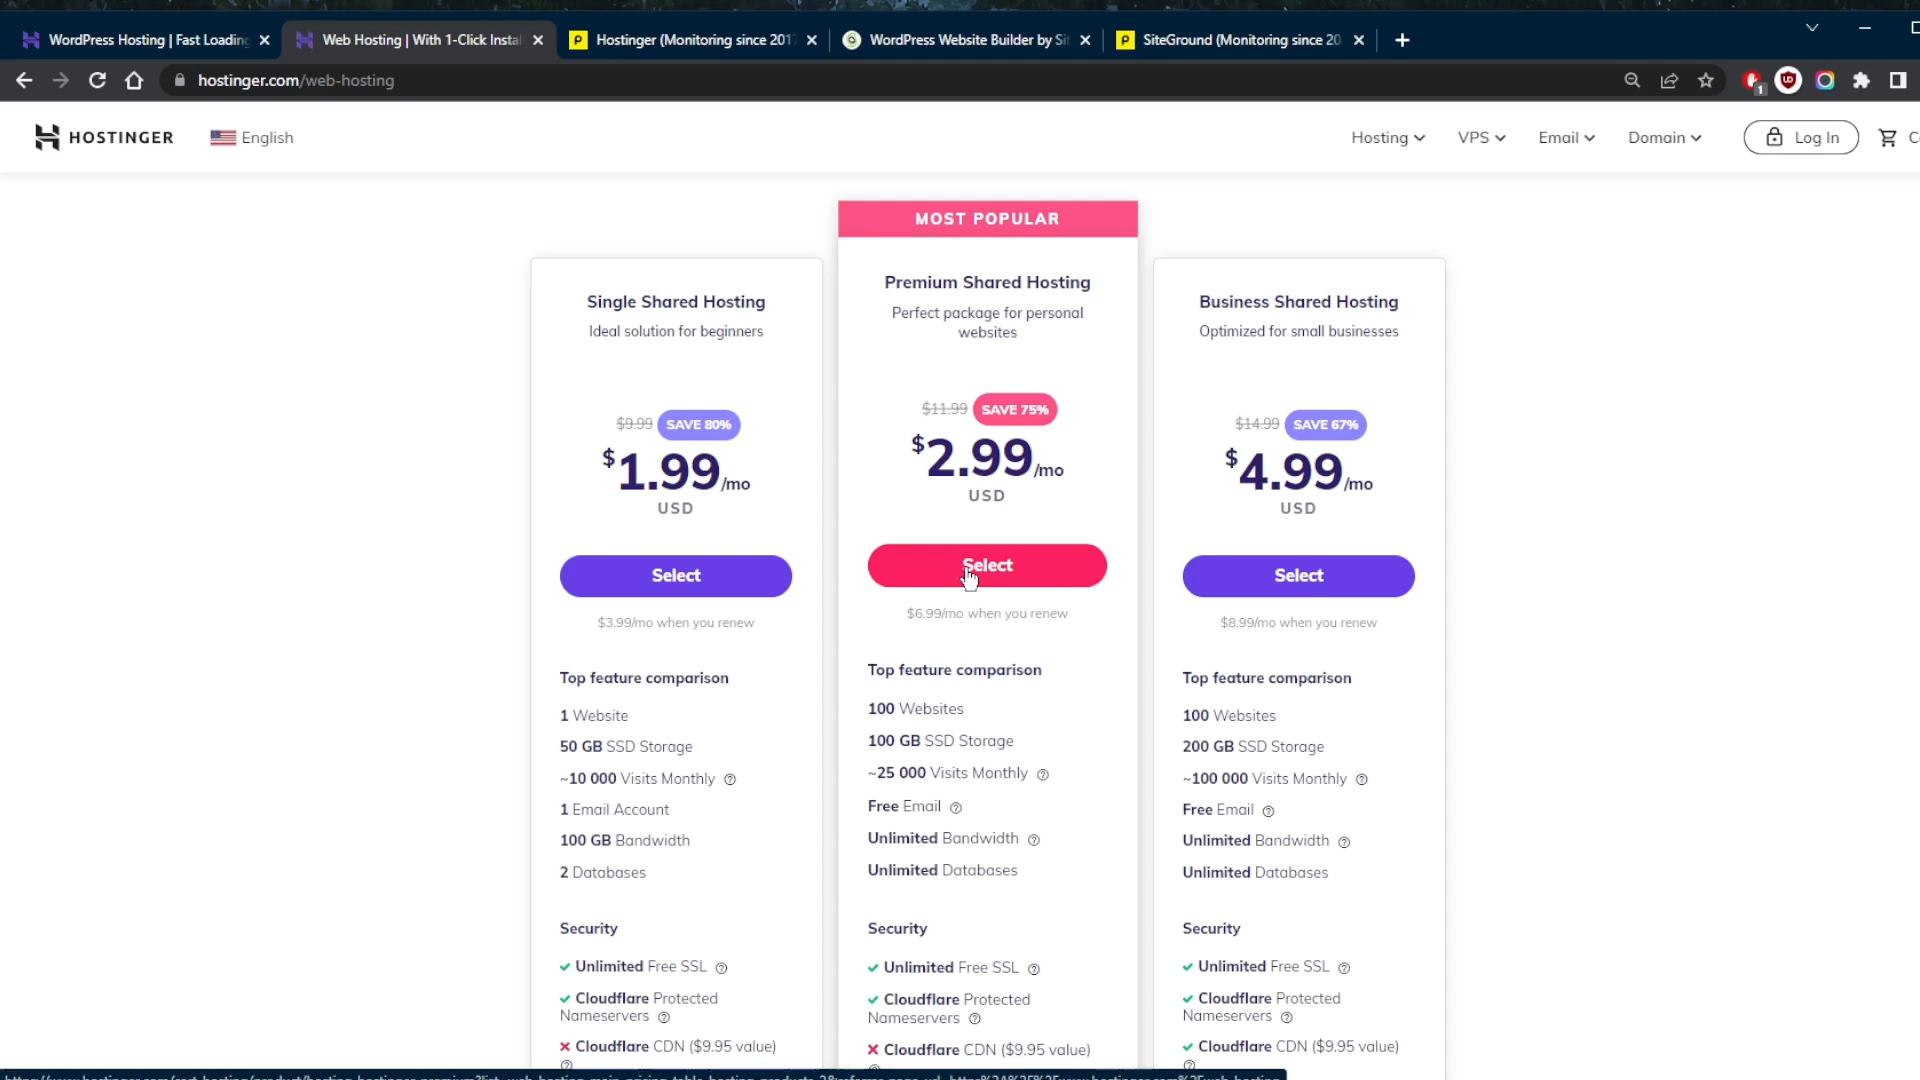 WordPress Hosting | Fast Loading
Web Hosting | With 1-Click Insta
Hostinger (Monitoring since 2017
WordPress Website Builder by Sit
SiteGround (Monitoring since 20
hostinger.com/web-hosting
1
HOSTINGER
English
Hosting
VPS
Email
Domain
Log In
MOST POPULAR
Single Shared Hosting
Ideal solution for beginners
$9.99 SAVE 80%
$1.99/mo
USD
Select
$3.99/mo when you renew
Top feature comparison
1 Website
50 GB SSD Storage
~10 000 Visits Monthly
1 Email Account
100 GB Bandwidth
2 Databases
Security
Unlimited Free SSL
Cloudflare Protected
Nameservers
Cloudflare CDN ($9.95 value)
Premium Shared Hosting
Perfect package for personal
websites
$11.99 SAVE 75%
$2.99/mo
USD
Select
$6.99/mo when you renew
Top feature comparison
100 Websites
100 GB SSD Storage
~25 000 Visits Monthly
Free Email
Unlimited Bandwidth
Unlimited Databases
Security
Unlimited Free SSL
Cloudflare Protected
Nameservers
Cloudflare CDN ($9.95 value)
Business Shared Hosting
Optimized for small businesses
$14.99 SAVE 67%
$4.99/mo
USD
Select
$8.99/mo when you renew
Top feature comparison
100 Websites
200 GB SSD Storage
~100 000 Visits Monthly
Free Email
Unlimited Bandwidth
Unlimited Databases
Security
Unlimited Free SSL
Cloudflare Protected
Nameservers
Cloudflare CDN ($9.95 value)